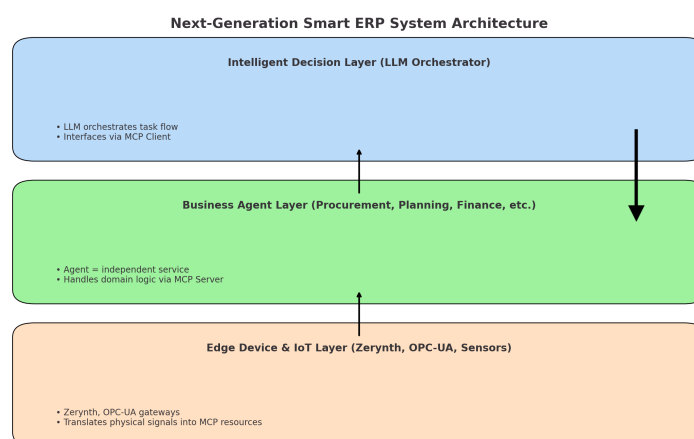 Next-Generation Smart ERP System Architecture
Intelligent Decision Layer (LLM Orchestrator)
• LLM orchestrates task flow
• Interfaces via MCP Client
Business Agent Layer (Procurement, Planning, Finance, etc.)
• Agent = independent service
• Handles domain logic via MCP Server
Edge Device & IoT Layer (Zerynth, OPC-UA, Sensors)
• Zerynth, OPC-UA gateways
• Translates physical signals into MCP resources